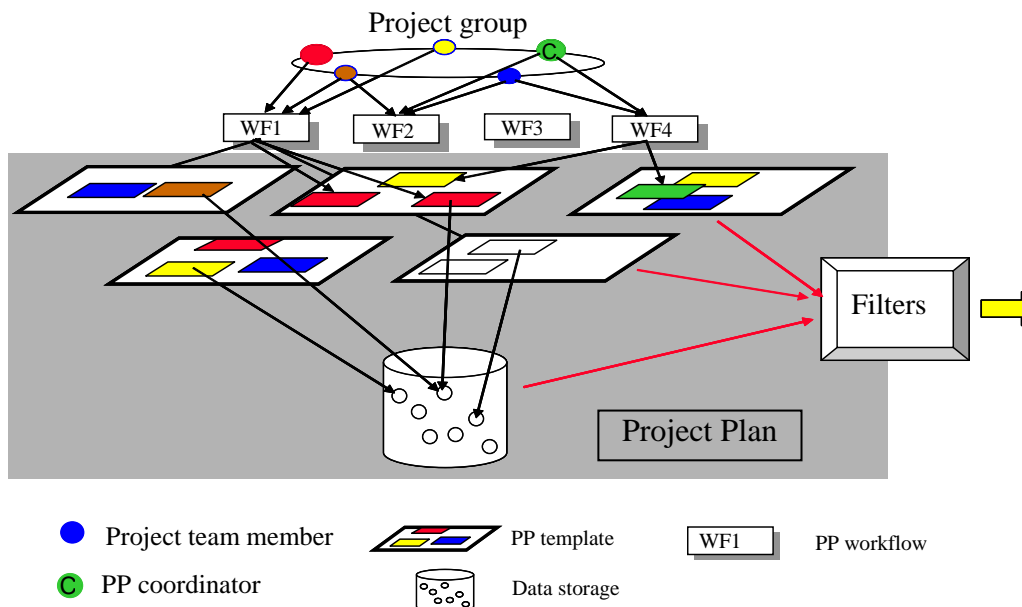 Project group
C
WF1
WF2
WF3
WF4
Filters
Project Plan
Project team member
PP template
WF1
PP workflow
C
PP coordinator
Data storage